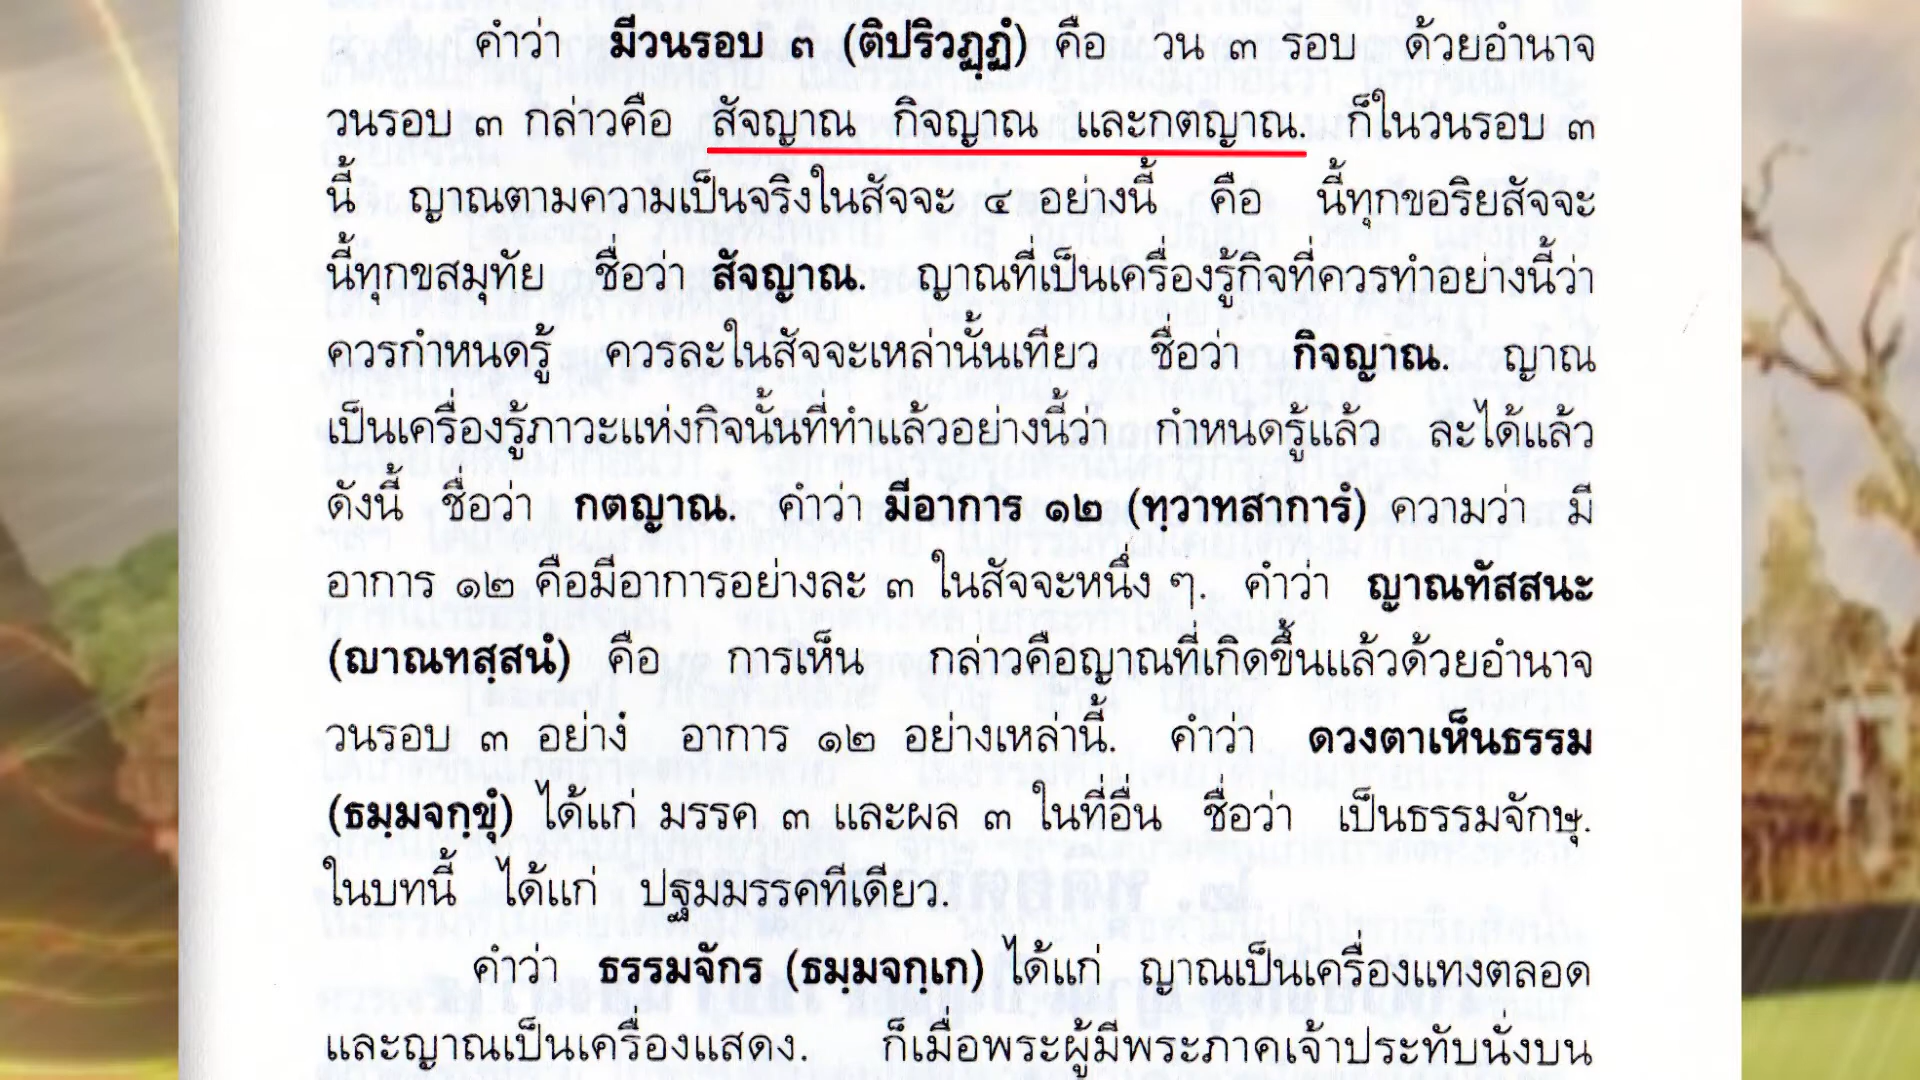 คำว่า มีวนรอบ ๓ (ติปริวฏฺฏํ) คือ วน ๓ รอบ ด้วยอำนาจ
วนรอบ ๓ กล่าวคือ สัจญาณ กิจญาณ และกตญาณ. ก็ในวนรอบ ๓
นี้ ญาณตามความเป็นจริงในสัจจะ ๔ อย่างนี้ คือ นี้ทุกขอริยสัจจะ
นี้ทุกขสมุทัย ชื่อว่า สัจญาณ. ญาณที่เป็นเครื่องรู้กิจที่ควรทำอย่างนี้ว่า
ควรกำหนดรู้ ควรละในสัจจะเหล่านั้นเทียว ชื่อว่า กิจญาณ. ญาณ
เป็นเครื่องรู้ภาวะแห่งกิจนั้นที่ทำแล้วอย่างนี้ว่า กำหนดรู้แล้ว ละได้แล้ว
ดังนี้ ชื่อว่า กตญาณ. คำว่า มีอาการ ๑๒ (ทฺวาทสาการํ) ความว่า มี
อาการ ๑๒ คือมีอาการอย่างละ ๓ ในสัจจะหนึ่ง ๆ. คำว่า ญาณทัสสนะ
(ญาณทสฺสนํ) คือ การเห็น กล่าวคือญาณที่เกิดขึ้นแล้วด้วยอำนาจ
วนรอบ ๓ อย่างํ อาการ ๑๒ อย่างเหล่านี้. คำว่า ดวงตาเห็นธรรม
(ธมฺมจกฺขุํ) ได้แก่ มรรค ๓ และผล ๓ ในที่อื่น ชื่อว่า เป็นธรรมจักษุ.
ในบทนี้ ได้แก่ ปฐมมรรคทีเดียว.
คำว่า ธรรมจักร (ธมฺมจกฺเก) ได้แก่ ญาณเป็นเครื่องแทงตลอด
และญาณเป็นเครื่องแสดง. ก็เมื่อพระผู้มีพระภาคเจ้าประทับนั่งบน